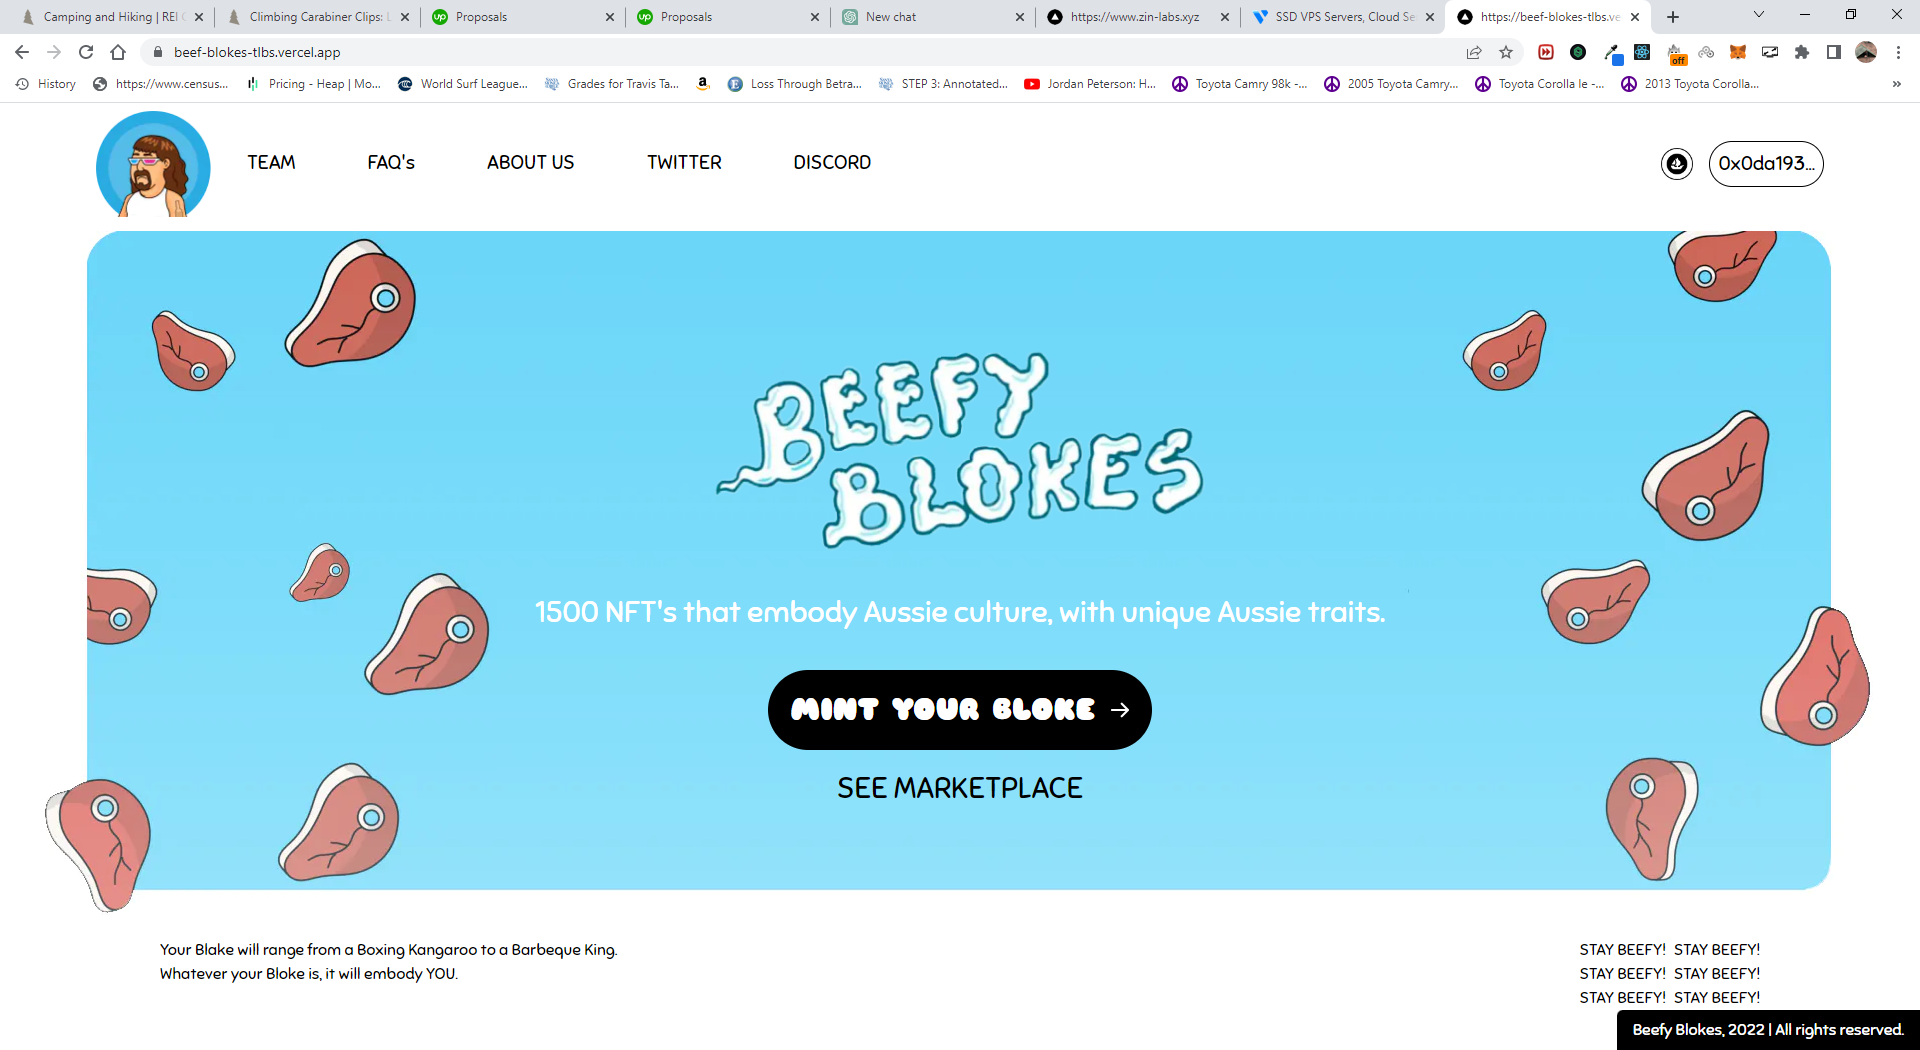 Camping and Hiking | REI C
Climbing Carabiner Clips: L
Proposals
Proposals
New chat
https://www.zin-labs.xyz
SSD VPS Servers, Cloud Se
https://beef-blokes-tlbs.ve
beef-blokes-tlbs.vercel.app
off
History
https://www.census...
Pricing - Heap | Mo...
World Surf League...
Grades for Travis Ta...
Loss Through Betra...
STEP 3: Annotated...
Jordan Peterson: H...
Toyota Camry 98k -...
2005 Toyota Camry...
Toyota Corolla le -...
2013 Toyota Corolla...
TEAM
FAQ's
ABOUT US
TWITTER
DISCORD
0x0da193...
BEEFY
BLOKES
1500 NFT's that embody Aussie culture, with unique Aussie traits.
MINT YOUR BLOKE →
SEE MARKETPLACE
Your Blake will range from a Boxing Kangaroo to a Barbeque King.
Whatever your Bloke is, it will embody YOU.
STAY BEEFY! STAY BEEFY!
STAY BEEFY! STAY BEEFY!
STAY BEEFY! STAY BEEFY!
Beefy Blokes, 2022 | All rights reserved.